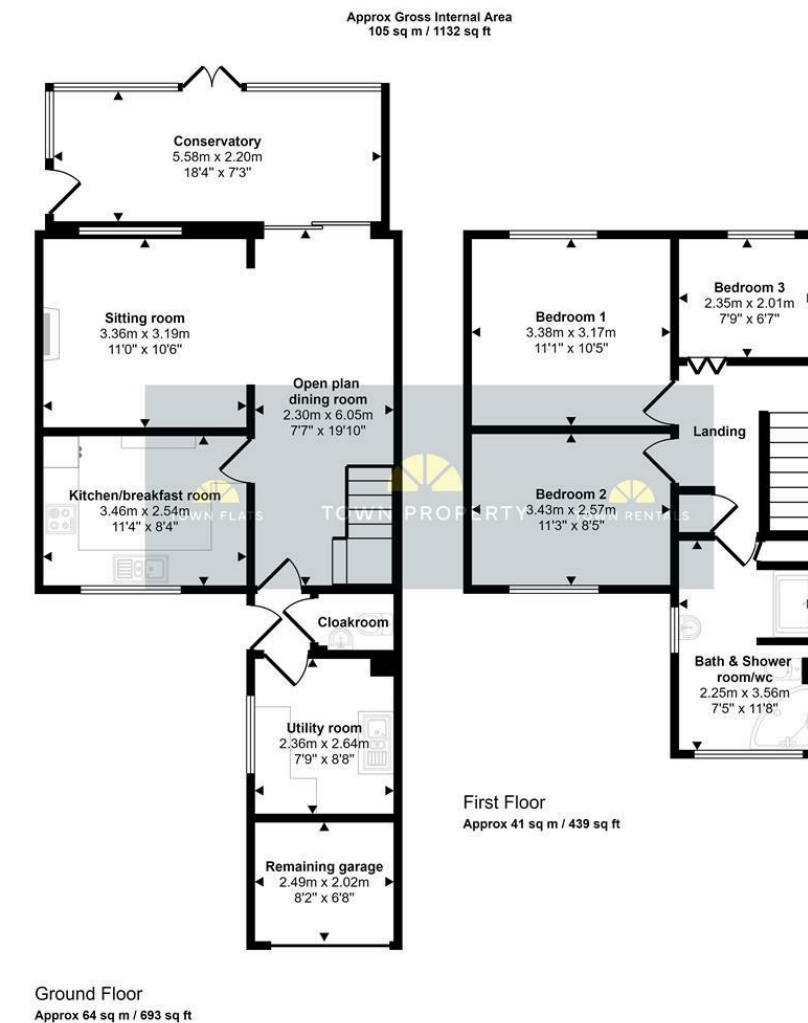 Approx Gross Internal Area
105 sq m / 1132 sq ft
Conservatory
5.58m x 2.20m
18'4" x 7'3"
Sitting room
3.36m x 3.19m
11'0" x 10'6"
Open plan
dining room
2.30m x 6.05m
7'7" x 19'10"
Kitchen/breakfast room
3.46m x 2.54m
11'4" x 8'4"
Cloakroom
Utility room
2.36m x 2.64m
7'9" x 8'8"
Remaining garage
2.49m x 2.02m
8'2" x 6'8"
Ground Floor
Approx 64 sq m / 693 sq ft
Bedroom 1
3.38m x 3.17m
11'1" x 10'5"
Bedroom 3
2.35m x 2.01m
7'9" x 6'7"
Landing
Bedroom 2
3.43m x 2.57m
11'3" x 8'5"
Bath & Shower
room/wc
2.25m x 3.56m
7'5" x 11'8"
First Floor
Approx 41 sq m / 439 sq ft
TOWN FLATS
TOWN PROPERTY
TOWN RENTALS